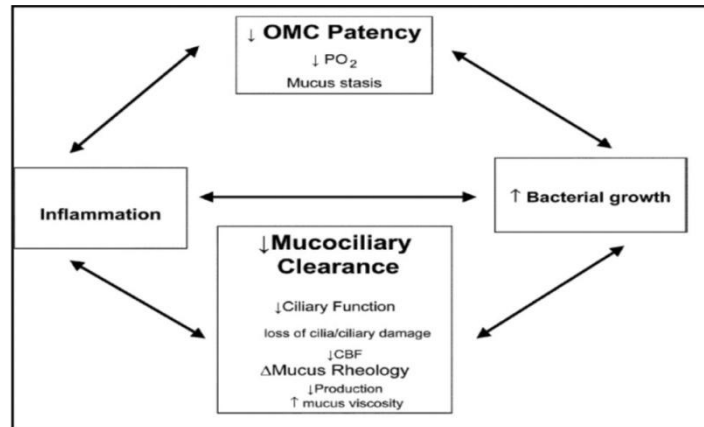 ↓ OMC Patency
↓ PO₂
Mucus stasis
Inflammation
↑ Bacterial growth
↓Mucociliary
Clearance
↓Ciliary Function
loss of cilia/ciliary damage
↓CBF
ΔMucus Rheology
↓Production
↑ mucus viscosity